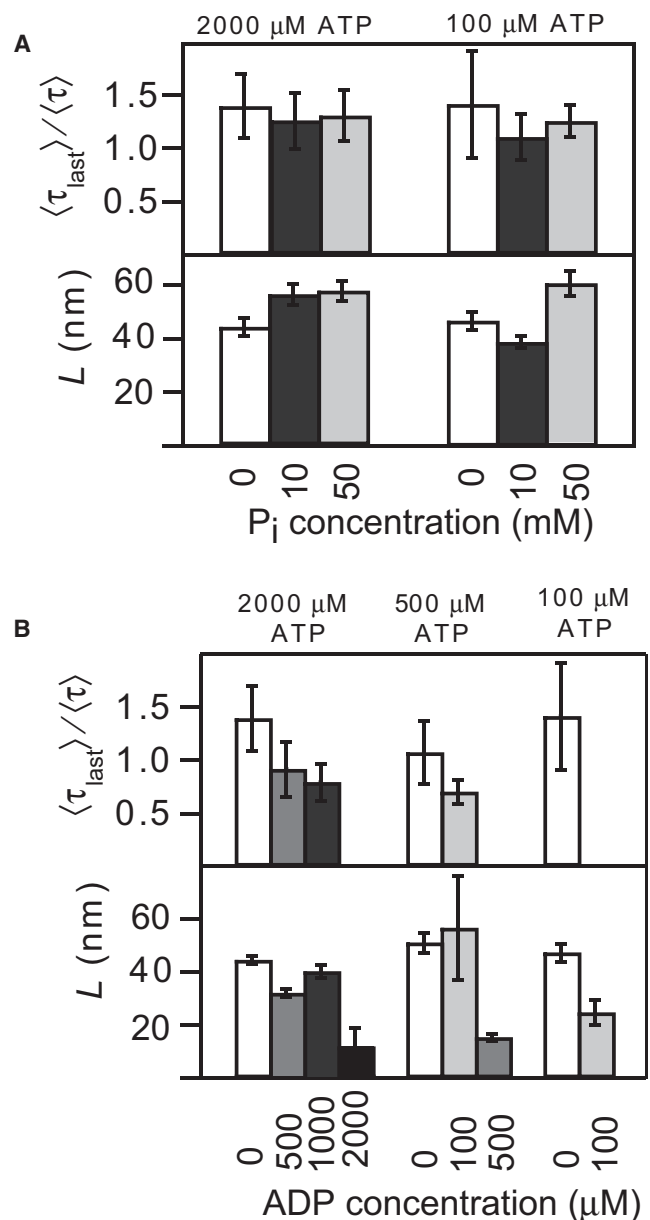 A
2000 μM ATP 100 μM ATP
⟨τlast⟩/⟨τ⟩
1.5
1.0
0.5
L (nm)
60
40
20
0 10 50 0 10 50
Pi concentration (mM)
B
2000 μM ATP 500 μM ATP 100 μM ATP
⟨τlast⟩/⟨τ⟩
1.5
1.0
0.5
L (nm)
60
40
20
0 500 1000 2000 0 100 500 0 100
ADP concentration (μM)